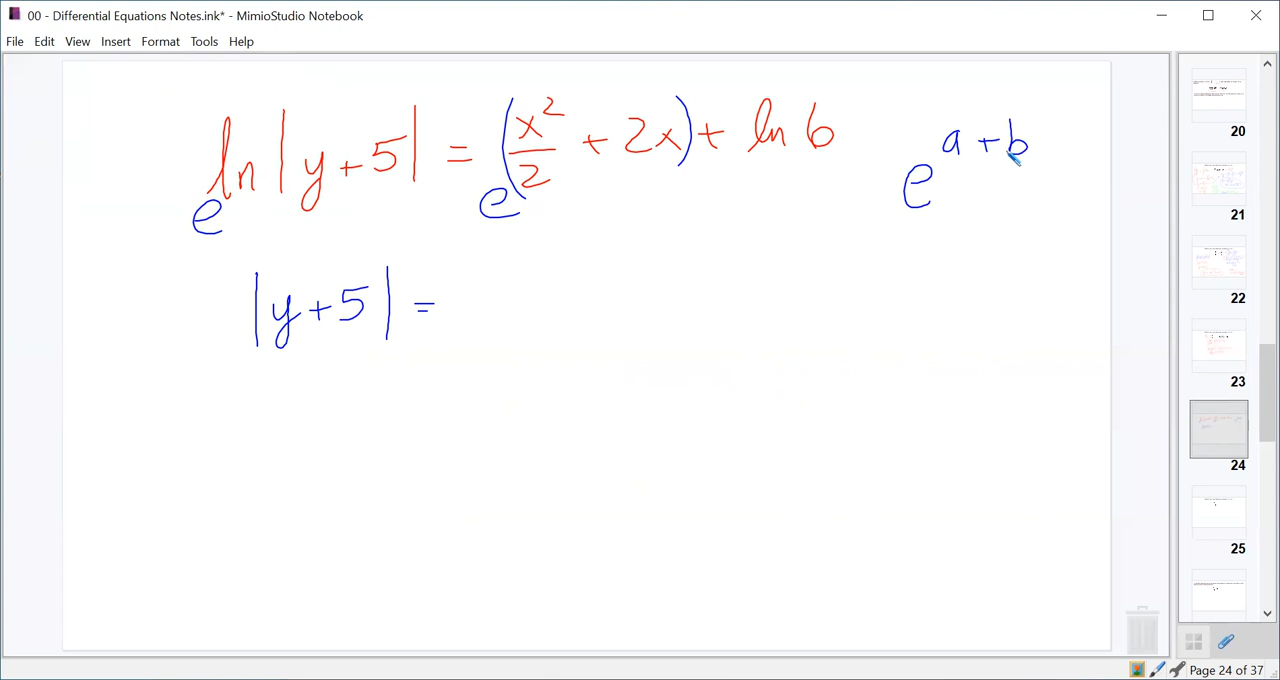 00 - Differential Equations Notes.ink* - MimioStudio Notebook
File Edit View Insert Format Tools Help
ln |y + 5| = (x²/2 + 2x) + ln 6
e e
e^(a + b)
|y + 5| =
20
21
22
23
24
25
Page 24 of 37